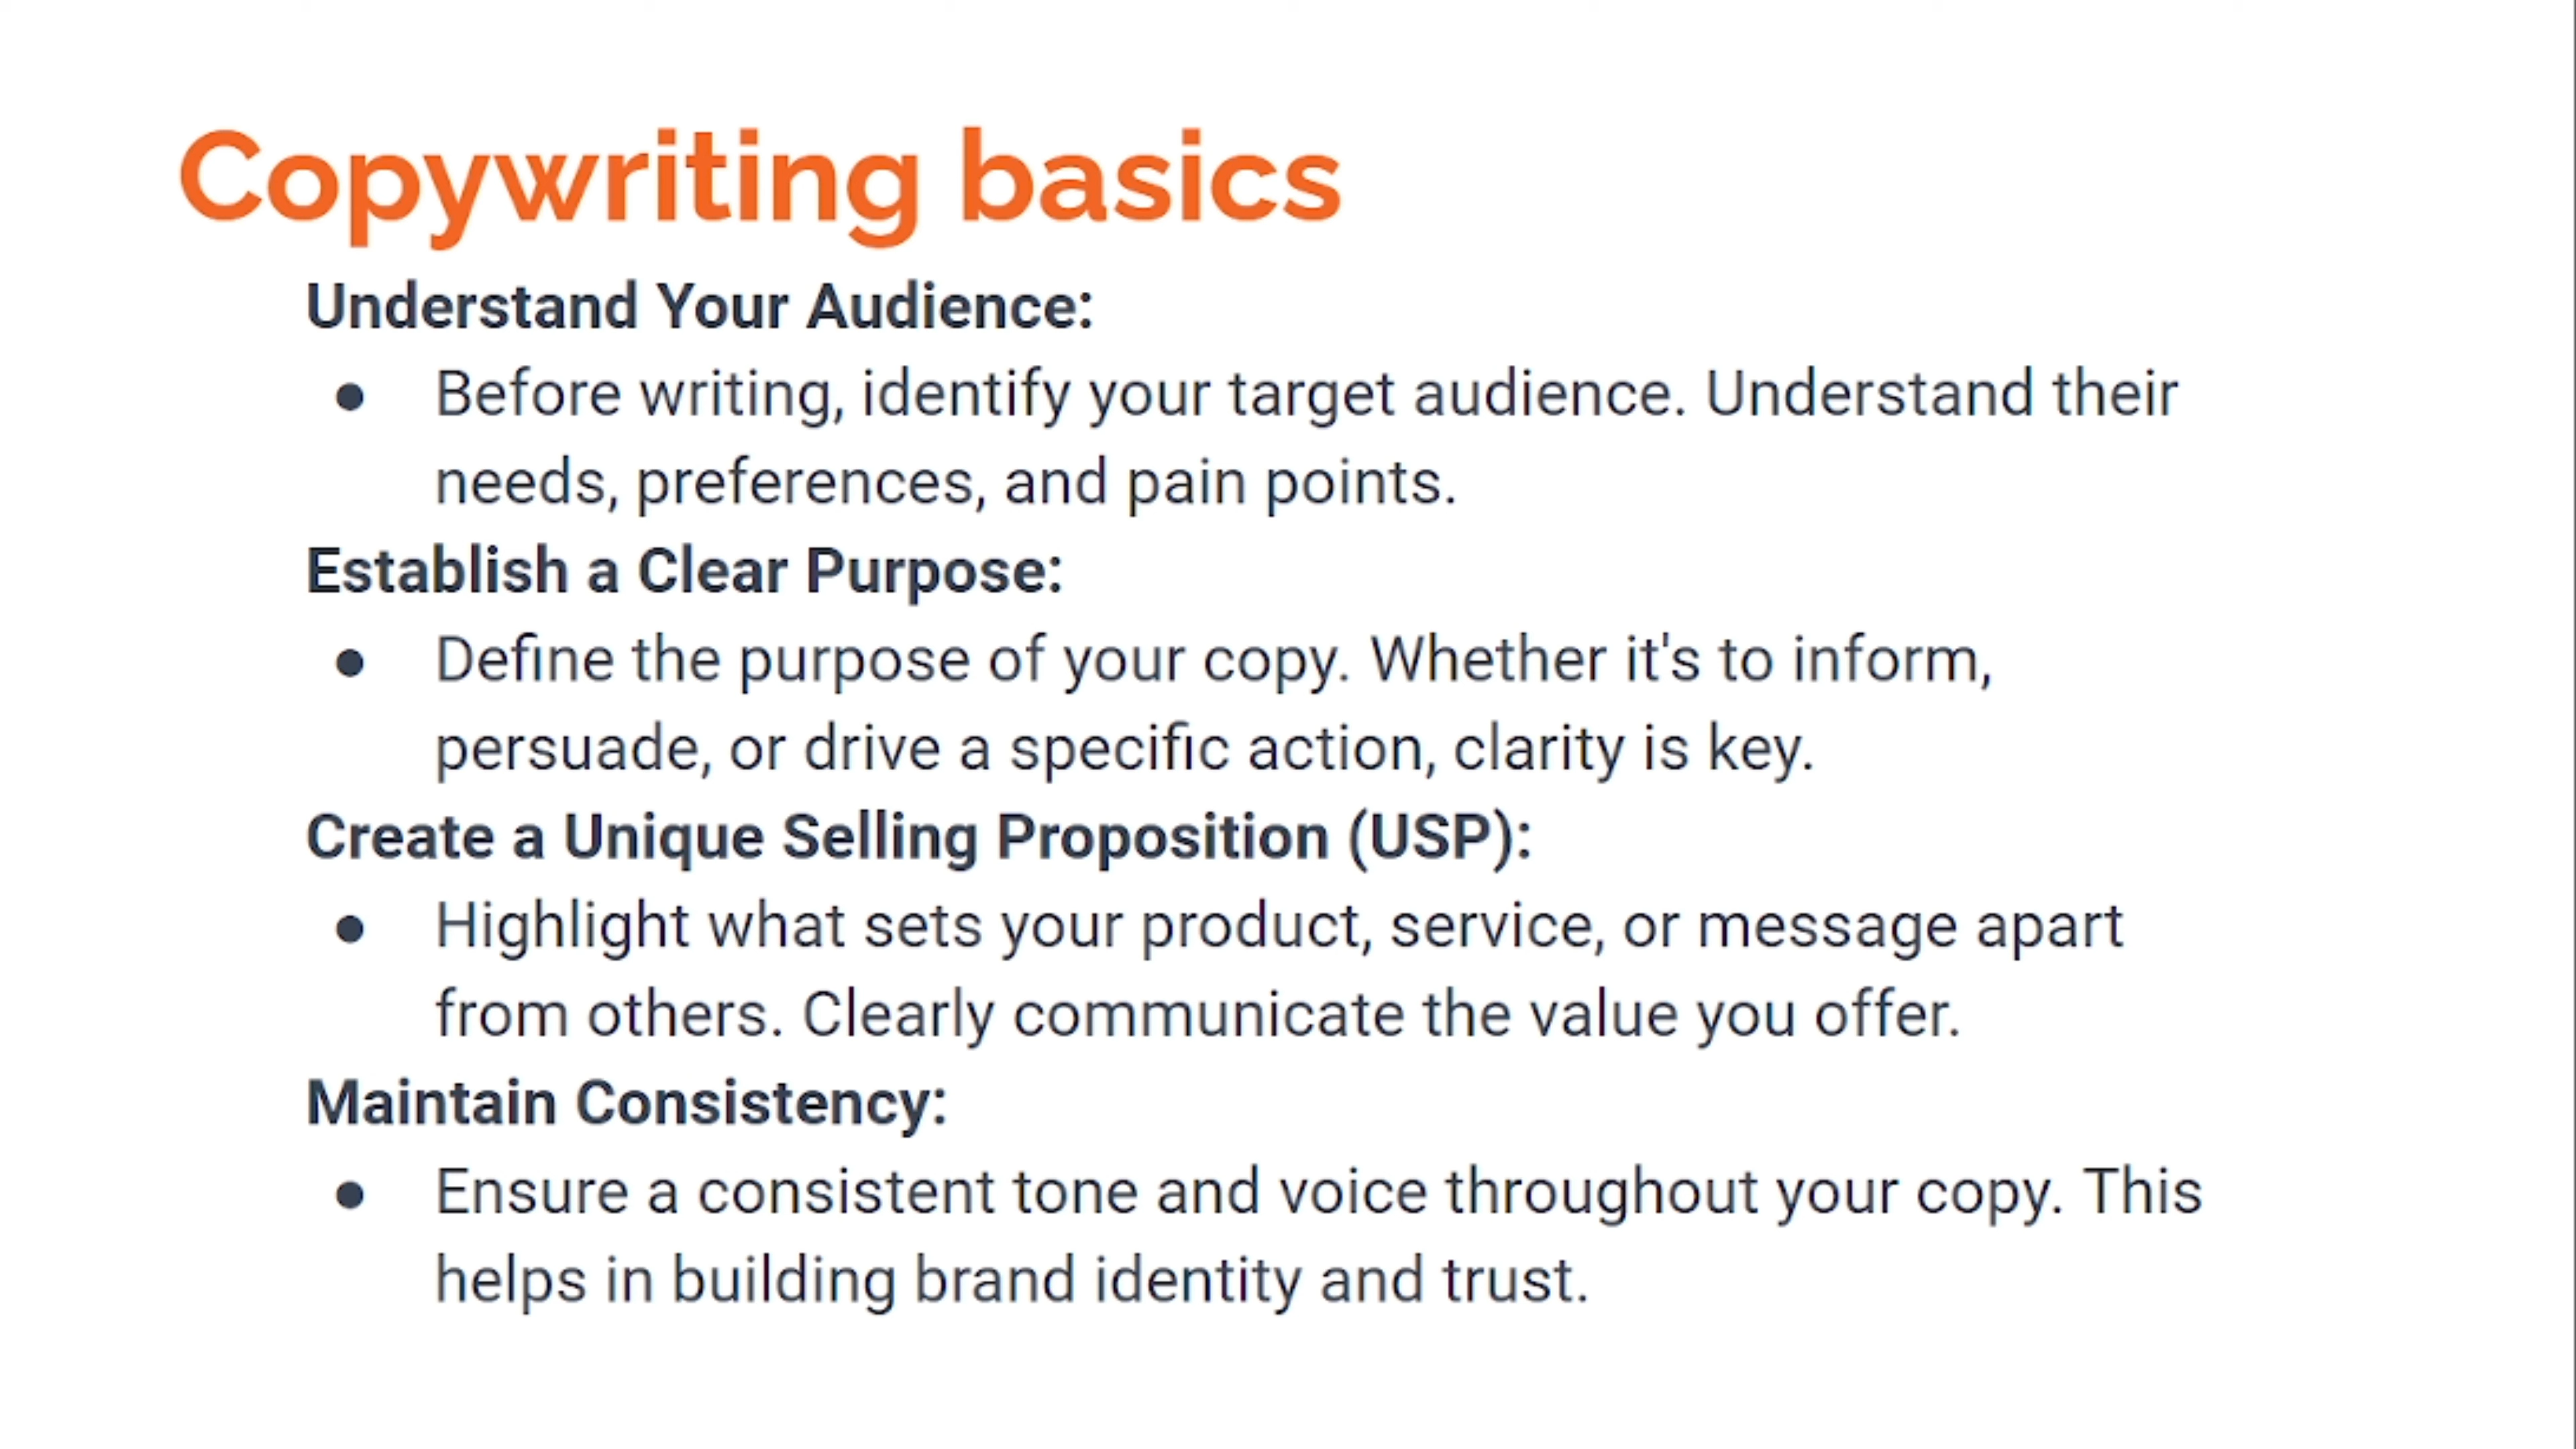 Copywriting basics
Understand Your Audience:
● Before writing, identify your target audience. Understand their
needs, preferences, and pain points.
Establish a Clear Purpose:
● Define the purpose of your copy. Whether it's to inform,
persuade, or drive a specific action, clarity is key.
Create a Unique Selling Proposition (USP):
● Highlight what sets your product, service, or message apart
from others. Clearly communicate the value you offer.
Maintain Consistency:
● Ensure a consistent tone and voice throughout your copy. This
helps in building brand identity and trust.